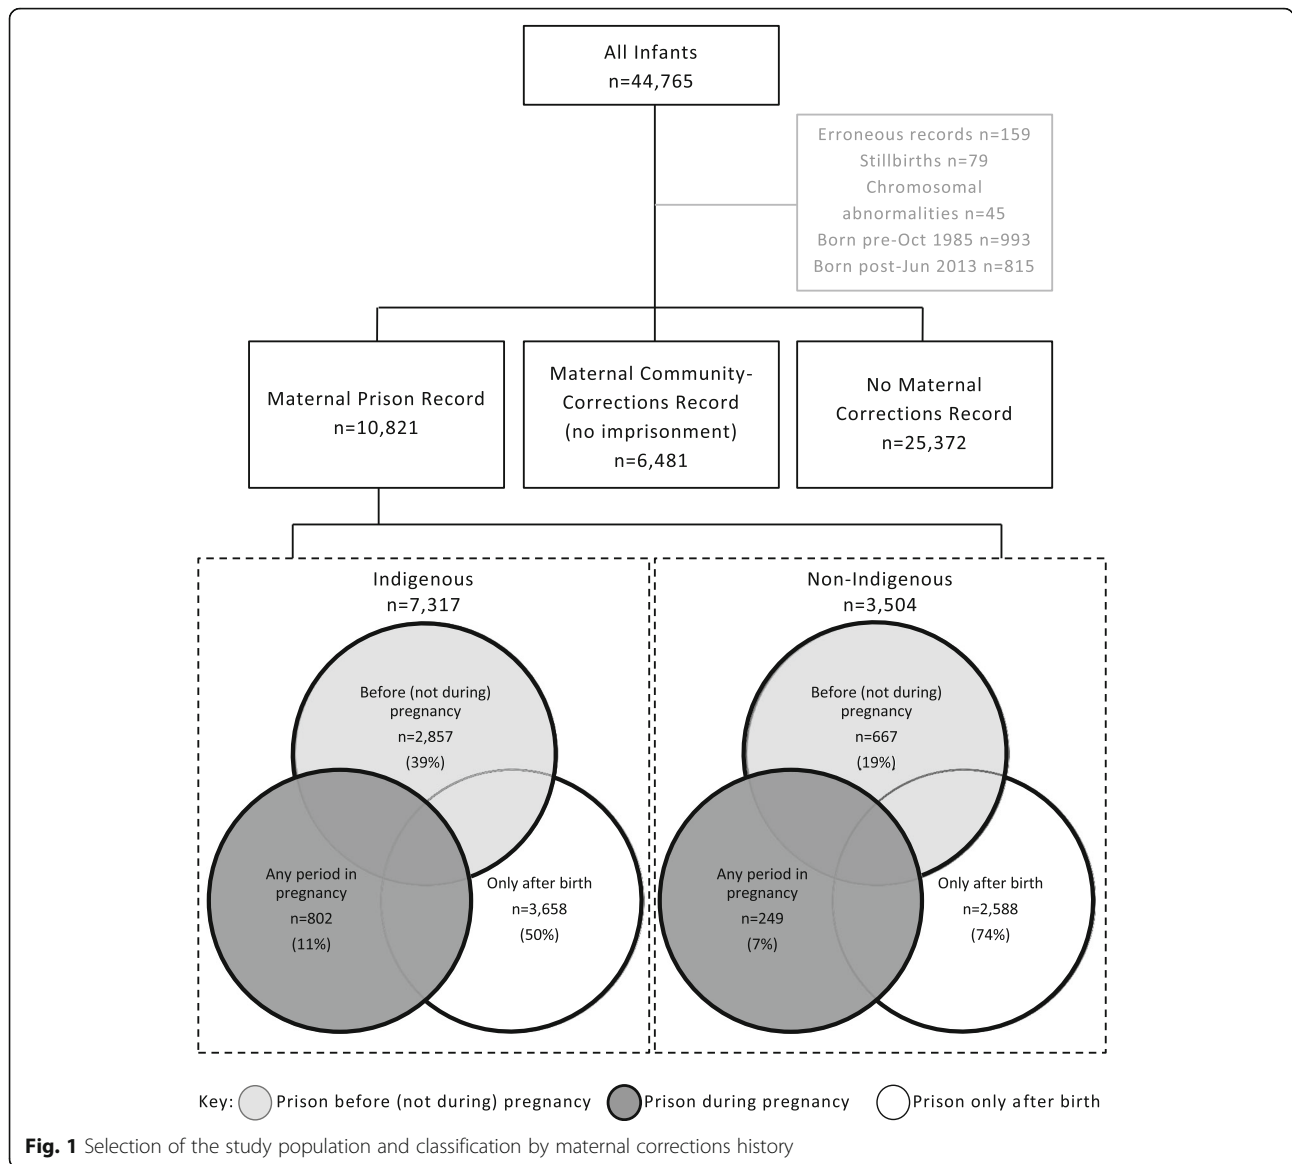 All Infants
n=44,765
Erroneous records n=159
Stillbirths n=79
Chromosomal
abnormalities n=45
Born pre-Oct 1985 n=993
Born post-Jun 2013 n=815
Maternal Prison Record
n=10,821
Maternal Community-
Corrections Record
(no imprisonment)
n=6,481
No Maternal
Corrections Record
n=25,372
Indigenous
n=7,317
Before (not during)
pregnancy
n=2,857
(39%)
Any period in
pregnancy
n=802
(11%)
Only after birth
n=3,658
(50%)
Non-Indigenous
n=3,504
Before (not during)
pregnancy
n=667
(19%)
Any period in
pregnancy
n=249
(7%)
Only after birth
n=2,588
(74%)
Key: Prison before (not during) pregnancy Prison during pregnancy Prison only after birth
Fig. 1 Selection of the study population and classification by maternal corrections history